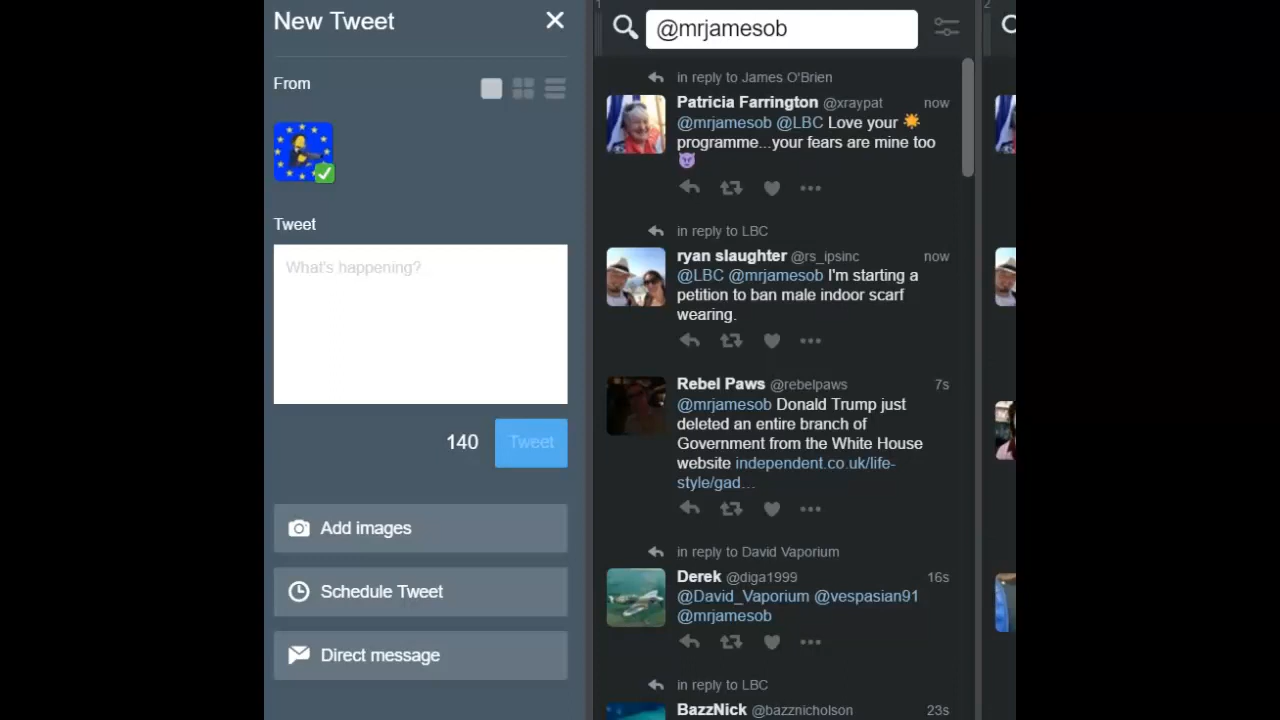 New Tweet
From
Tweet
What's happening?
140 Tweet
Add images
Schedule Tweet
Direct message
1
@mrjamesob
in reply to James O'Brien
Patricia Farrington @xraypat now
@mrjamesob @LBC Love your ☀️
programme...your fears are mine too
😈
in reply to LBC
ryan slaughter @rs_ipsinc now
@LBC @mrjamesob I'm starting a
petition to ban male indoor scarf
wearing.
Rebel Paws @rebelpaws 7s
@mrjamesob Donald Trump just
deleted an entire branch of
Government from the White House
website independent.co.uk/life-
style/gad...
in reply to David Vaporium
Derek @diga1999 16s
@David_Vaporium @vespasian91
@mrjamesob
in reply to LBC
BazzNick @bazznicholson 23s
2